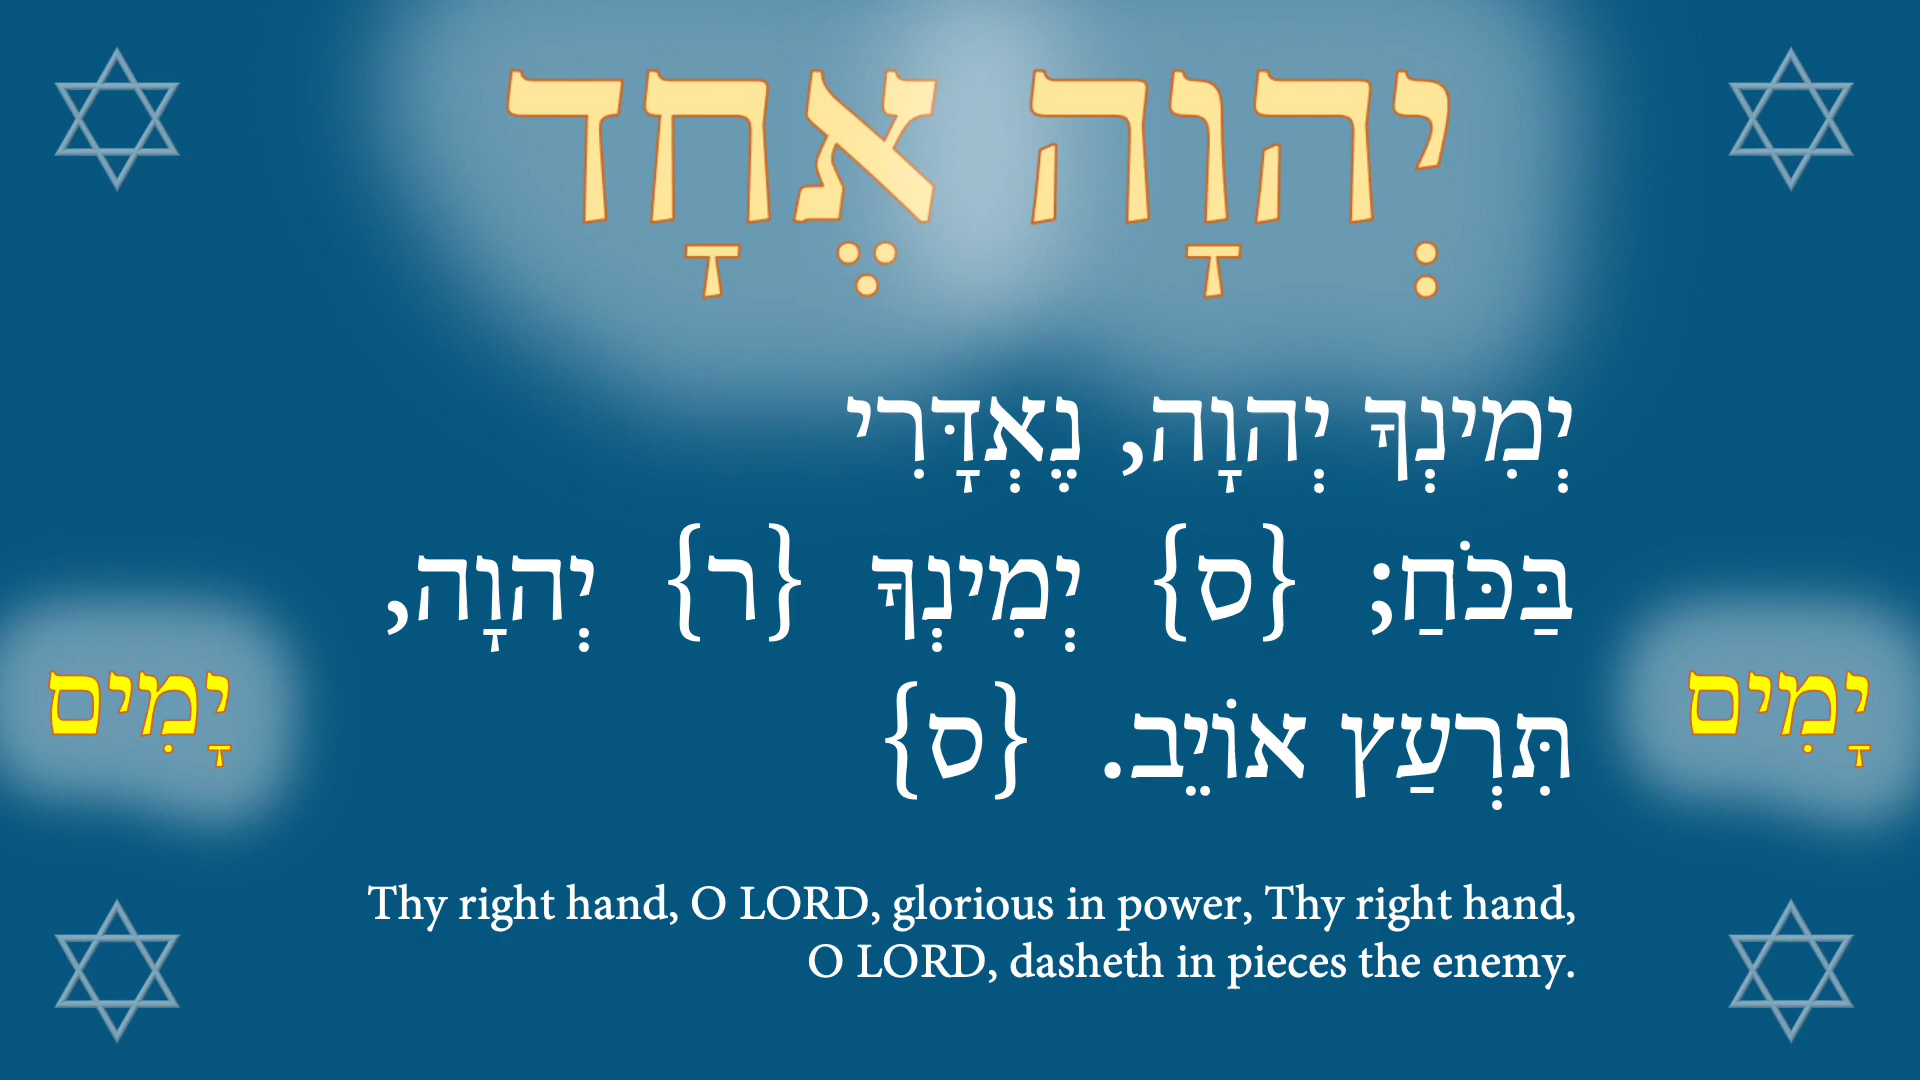 יְהוָה אֶחָד
יְמִינְךָ יְהוָה, נֶאְדָּרִי
בַּכֹּחַ; {ס} יְמִינְךָ {ר} יְהוָה,
תִּרְעַץ אוֹיֵב. {ס}
יָמִים
יָמִים
Thy right hand, O LORD, glorious in power, Thy right hand,
O LORD, dasheth in pieces the enemy.